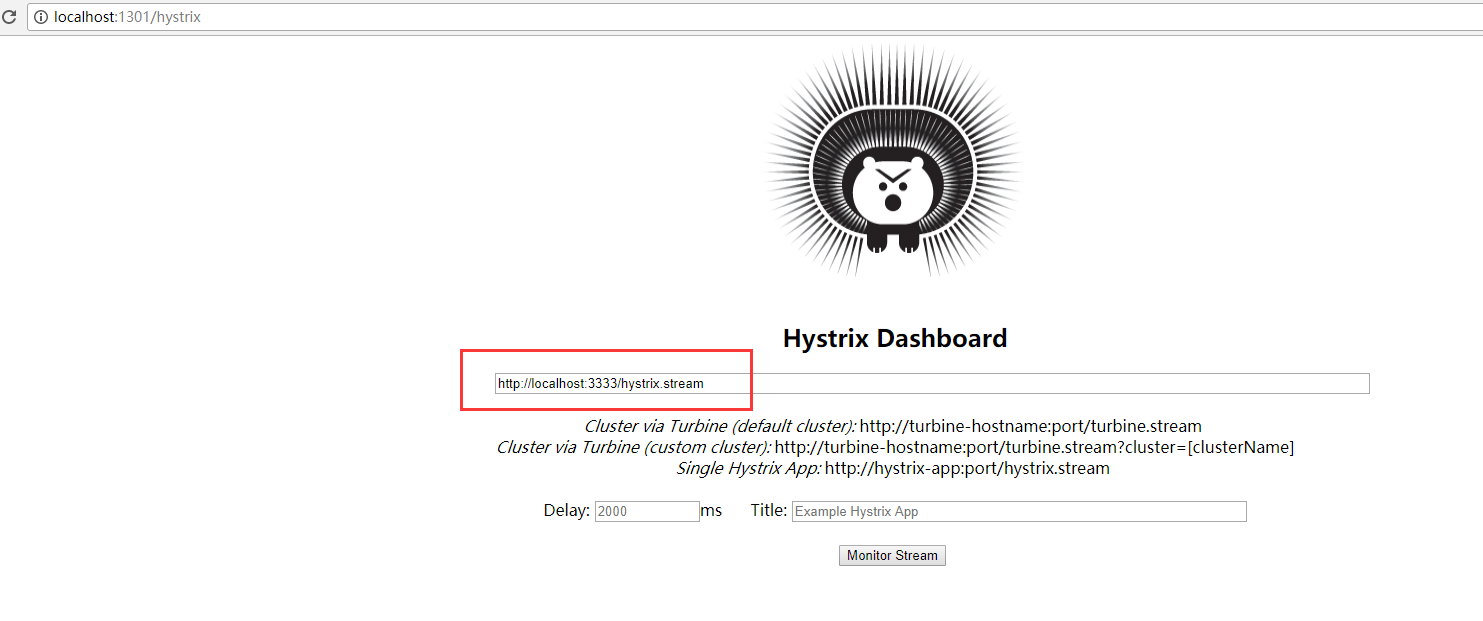 localhost:1301/hystrix
Hystrix Dashboard
http://localhost:3333/hystrix.stream
Cluster via Turbine (default cluster): http://turbine-hostname:port/turbine.stream
Cluster via Turbine (custom cluster): http://turbine-hostname:port/turbine.stream?cluster=[clusterName]
Single Hystrix App: http://hystrix-app:port/hystrix.stream
Delay: 2000 ms Title: Example Hystrix App
Monitor Stream